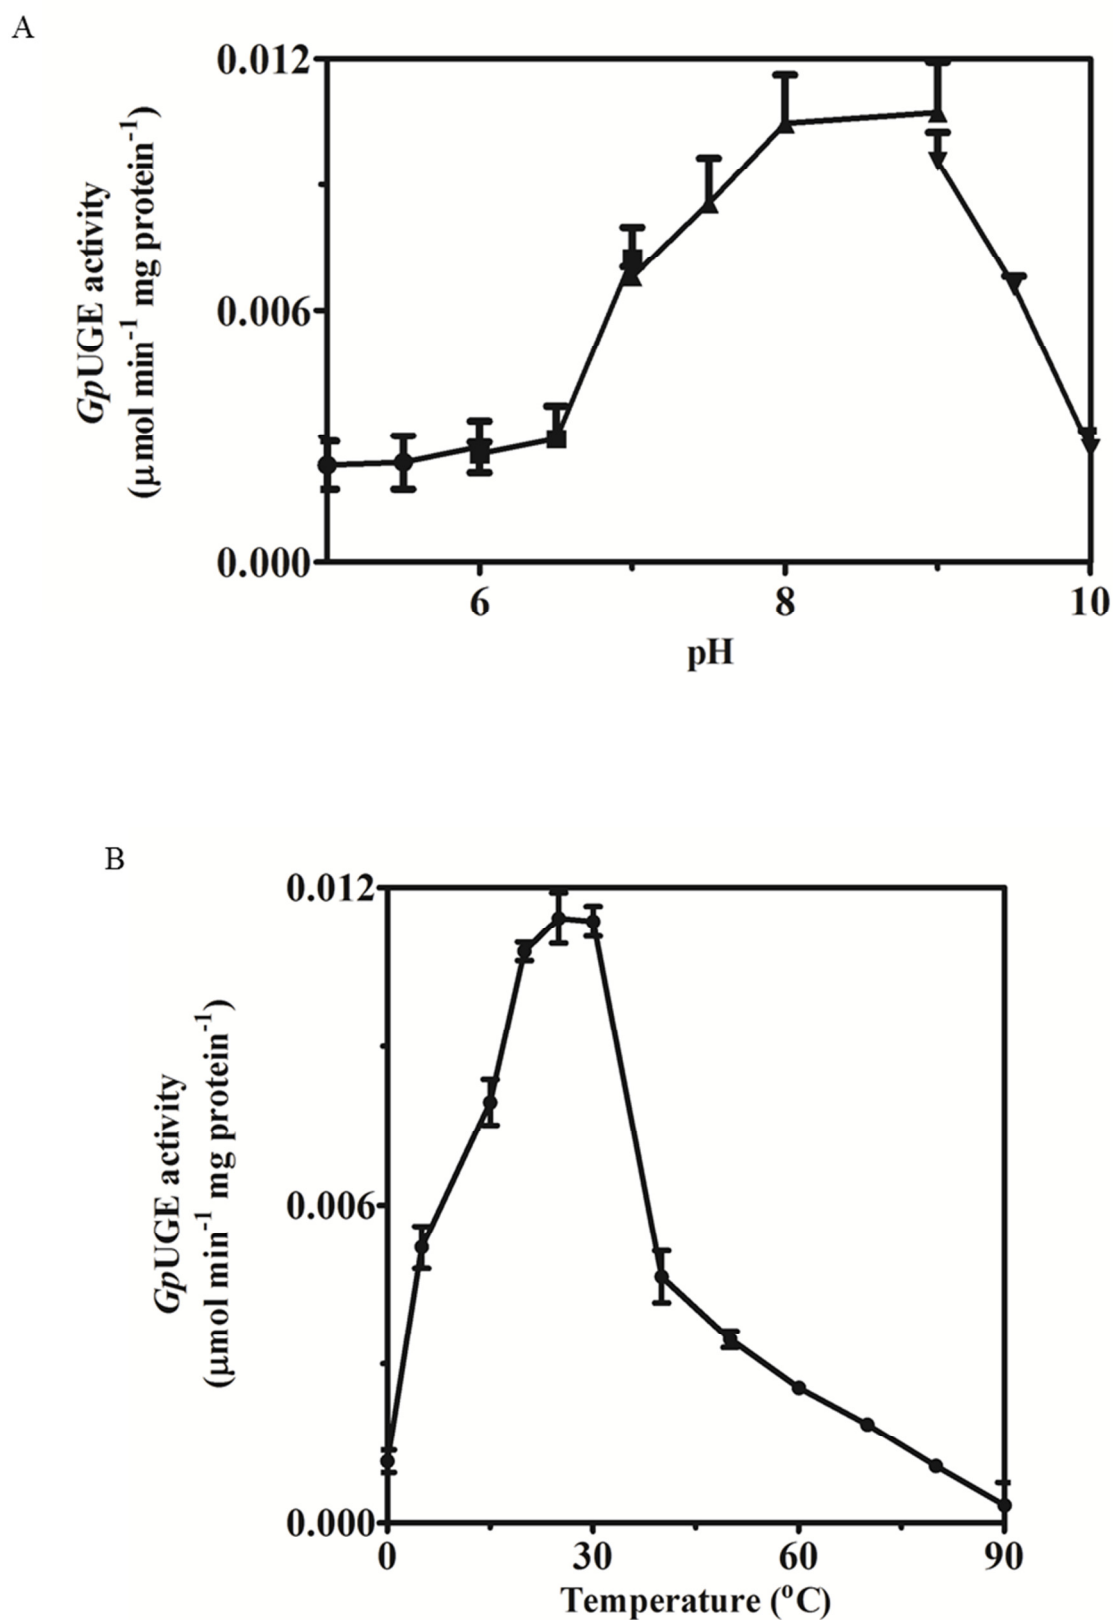 A
0.012
0.006
0.000
GpUGE activity
(μmol min⁻¹ mg protein⁻¹)
6 8 10
pH
B
0.012
0.006
0.000
GpUGE activity
(μmol min⁻¹ mg protein⁻¹)
0 30 60 90
Temperature (°C)